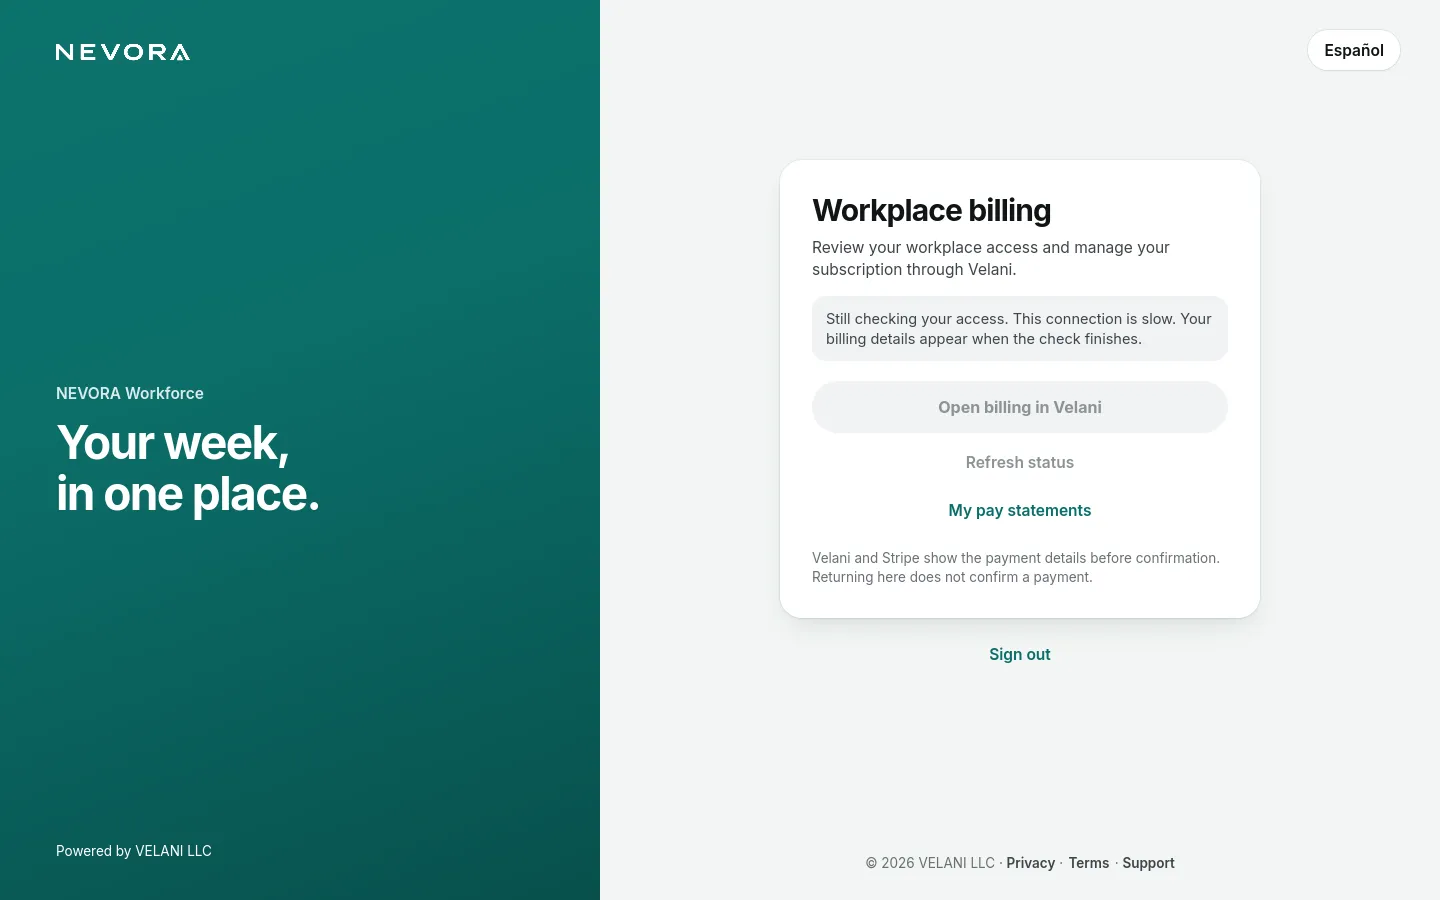 NEVORA
Español
NEVORA Workforce
Your week,
in one place.
Powered by VELANI LLC
Workplace billing
Review your workplace access and manage your
subscription through Velani.
Still checking your access. This connection is slow. Your
billing details appear when the check finishes.
Open billing in Velani
Refresh status
My pay statements
Velani and Stripe show the payment details before confirmation.
Returning here does not confirm a payment.
Sign out
© 2026 VELANI LLC · Privacy · Terms · Support